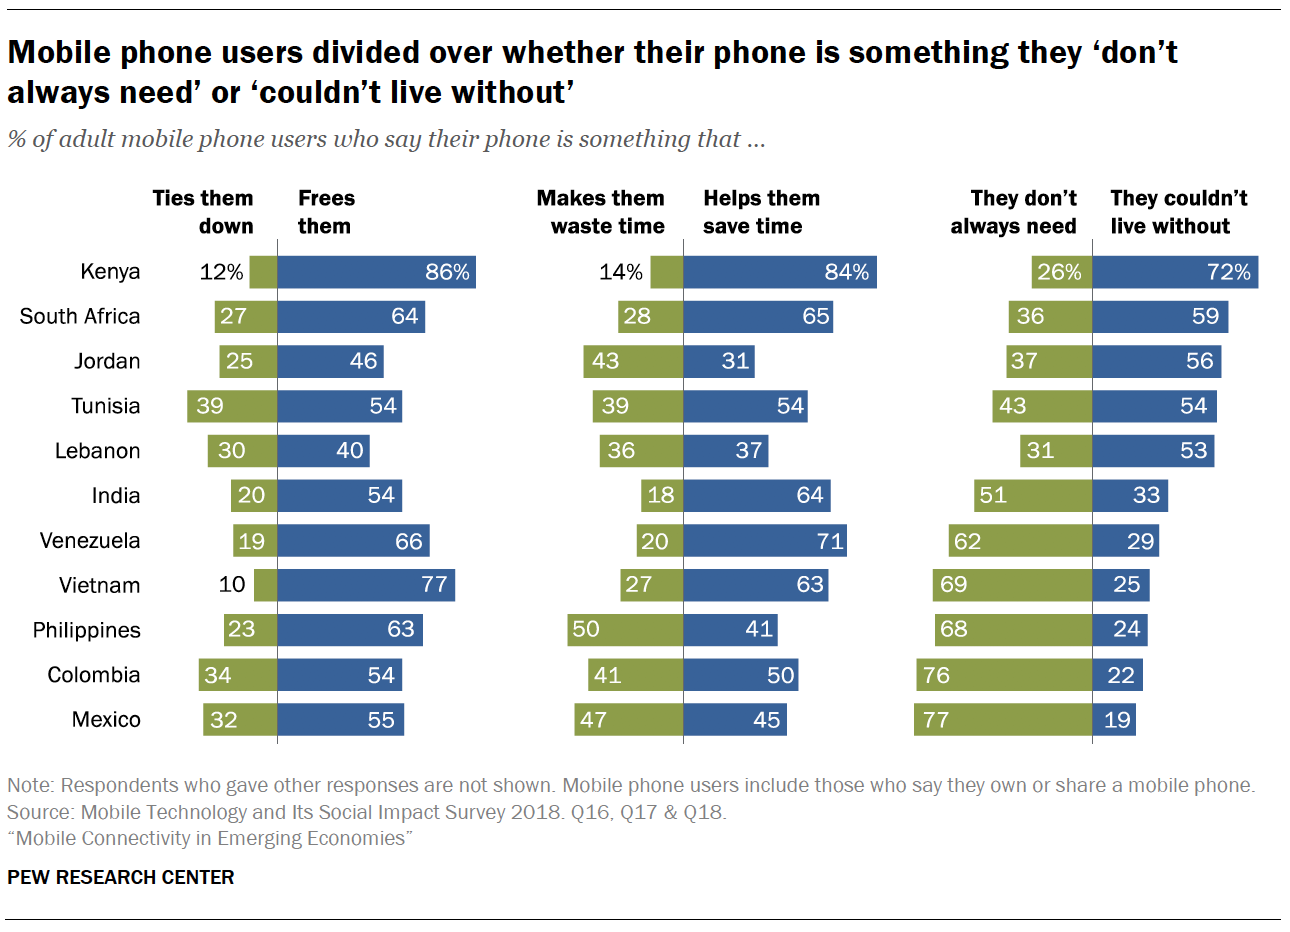 Mobile phone users divided over whether their phone is something they ‘don’t
always need’ or ‘couldn’t live without’
% of adult mobile phone users who say their phone is something that ...
Ties them down Frees them Makes them waste time Helps them save time They don’t always need They couldn’t live without
Kenya 12% 86% 14% 84% 26% 72%
South Africa 27 64 28 65 36 59
Jordan 25 46 43 31 37 56
Tunisia 39 54 39 54 43 54
Lebanon 30 40 36 37 31 53
India 20 54 18 64 51 33
Venezuela 19 66 20 71 62 29
Vietnam 10 77 27 63 69 25
Philippines 23 63 50 41 68 24
Colombia 34 54 41 50 76 22
Mexico 32 55 47 45 77 19
Note: Respondents who gave other responses are not shown. Mobile phone users include those who say they own or share a mobile phone.
Source: Mobile Technology and Its Social Impact Survey 2018. Q16, Q17 & Q18.
“Mobile Connectivity in Emerging Economies”
PEW RESEARCH CENTER